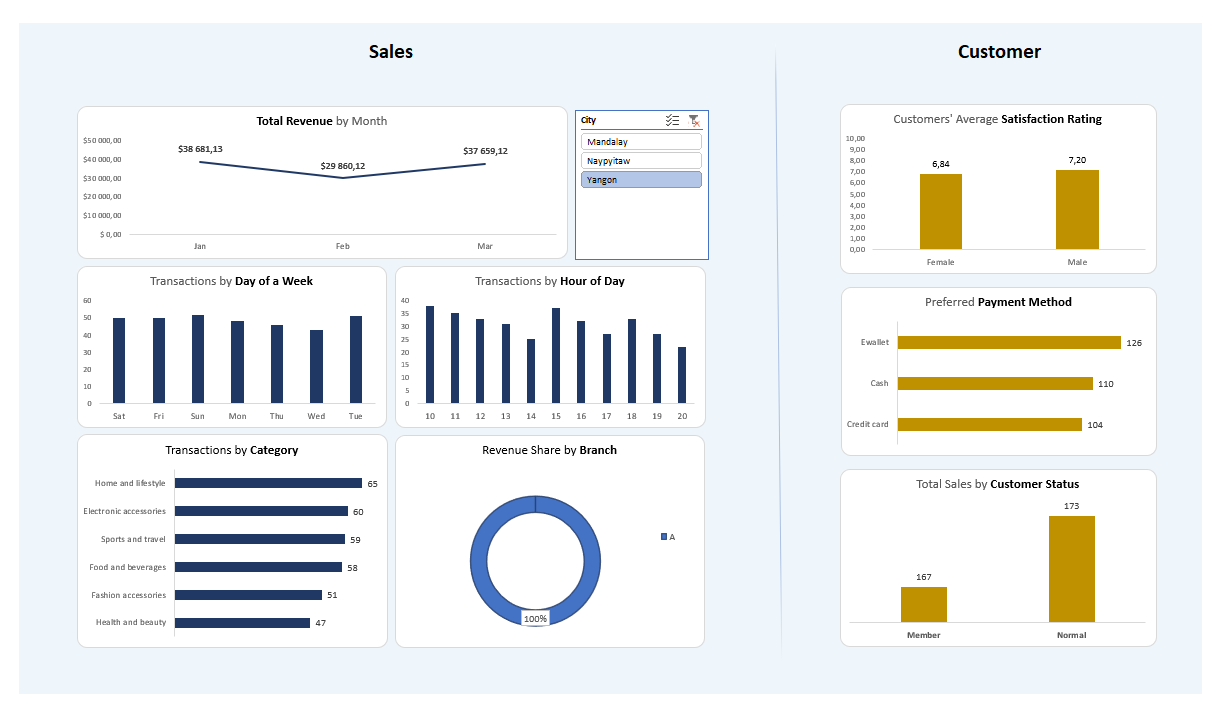 Sales
Total Revenue by Month
$50 000,00
$40 000,00
$30 000,00
$20 000,00
$10 000,00
$ 0,00
$38 681,13
$29 860,12
$37 659,12
Jan Feb Mar
City
Mandalay
Naypyitaw
Yangon
Transactions by Day of a Week
60
50
40
30
20
10
0
Sat Fri Sun Mon Thu Wed Tue
Transactions by Hour of Day
40
35
30
25
20
15
10
5
0
10 11 12 13 14 15 16 17 18 19 20
Transactions by Category
Home and lifestyle 65
Electronic accessories 60
Sports and travel 59
Food and beverages 58
Fashion accessories 51
Health and beauty 47
Revenue Share by Branch
A
100%
Customer
Customers' Average Satisfaction Rating
10,00
9,00
8,00
7,00
6,00
5,00
4,00
3,00
2,00
1,00
0,00
6,84
7,20
Female Male
Preferred Payment Method
Ewallet 126
Cash 110
Credit card 104
Total Sales by Customer Status
173
167
Member Normal